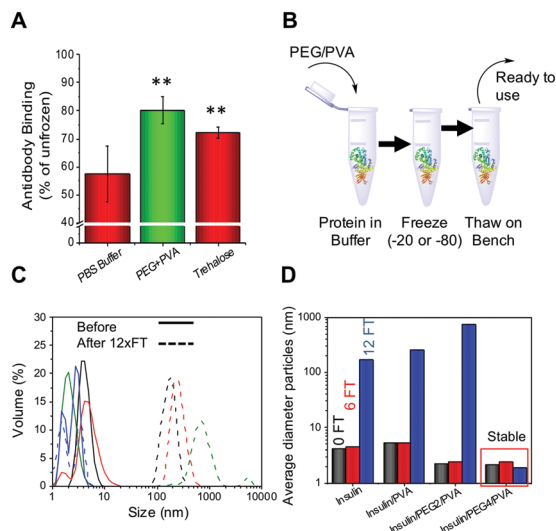 A
Antidbody Binding
(% of unfrozen)
100
90
80
70
60
50
40
0
**
**
PBS Buffer
PEG+PVA
Trehalose
B
PEG/PVA
Ready to
use
Protein in
Buffer
Freeze
(-20 or -80)
Thaw on
Bench
C
Volume (%)
30
25
20
15
10
5
0
Before
After 12xFT
1
10
100
1000
10000
Size (nm)
D
Average diameter particles (nm)
1000
100
10
1
0 FT
6 FT
12 FT
Stable
Insulin
Insulin/PVA
Insulin/PEG2/PVA
Insulin/PEG4/PVA